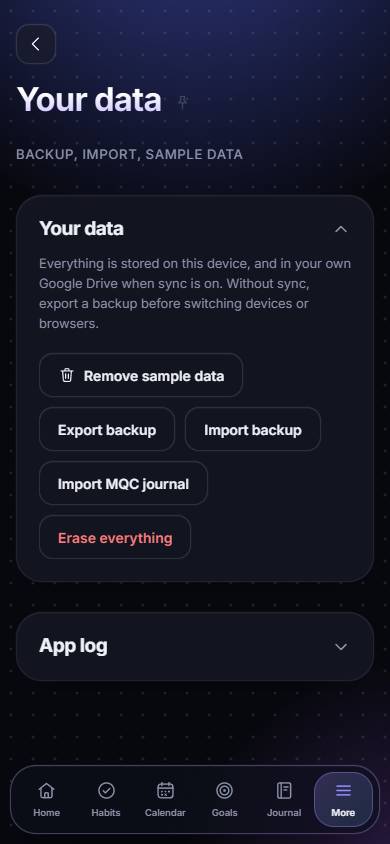 Your data
BACKUP, IMPORT, SAMPLE DATA
Your data
Everything is stored on this device, and in your own
Google Drive when sync is on. Without sync,
export a backup before switching devices or
browsers.
Remove sample data
Export backup
Import backup
Import MQC journal
Erase everything
App log
Home
Habits
Calendar
Goals
Journal
More